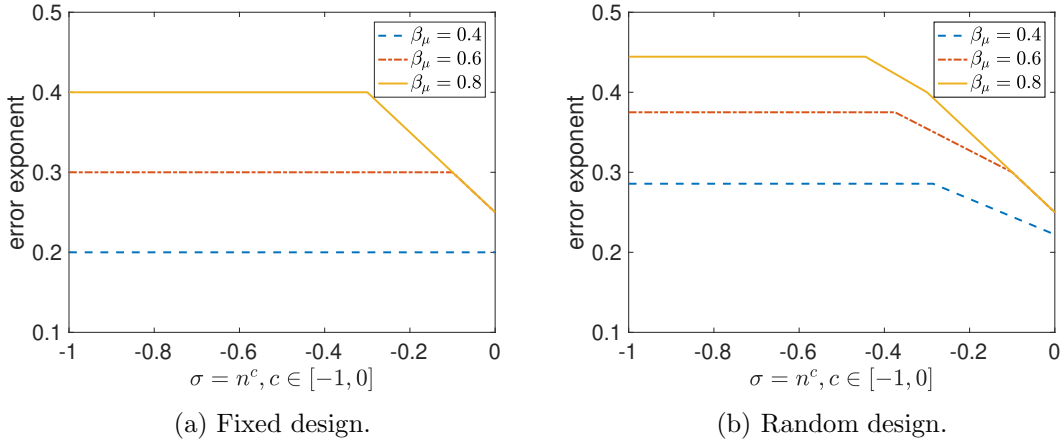 0.5
0.4
0.3
0.2
0.1
error exponent
-1 -0.8 -0.6 -0.4 -0.2 0
σ = n^c, c ∈ [−1, 0]
β_μ = 0.4
β_μ = 0.6
β_μ = 0.8
(a) Fixed design.
0.5
0.4
0.3
0.2
0.1
error exponent
-1 -0.8 -0.6 -0.4 -0.2 0
σ = n^c, c ∈ [−1, 0]
β_μ = 0.4
β_μ = 0.6
β_μ = 0.8
(b) Random design.